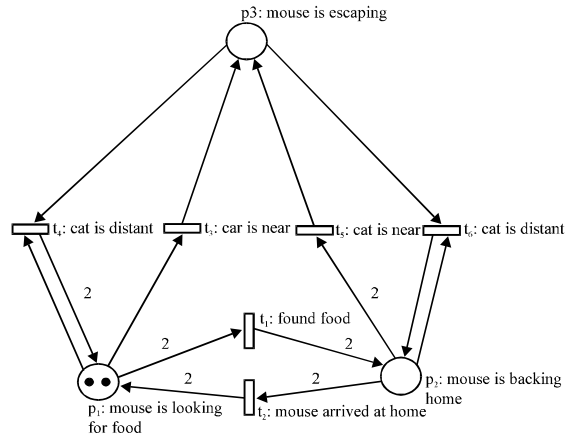 p3: mouse is escaping
t₄: cat is distant
t₃: car is near
t₅: cat is near
t₆: cat is distant
2
2
t₁: found food
2
2
2
2
p₁: mouse is looking
for food
t₂: mouse arrived at home
p₂: mouse is backing
home